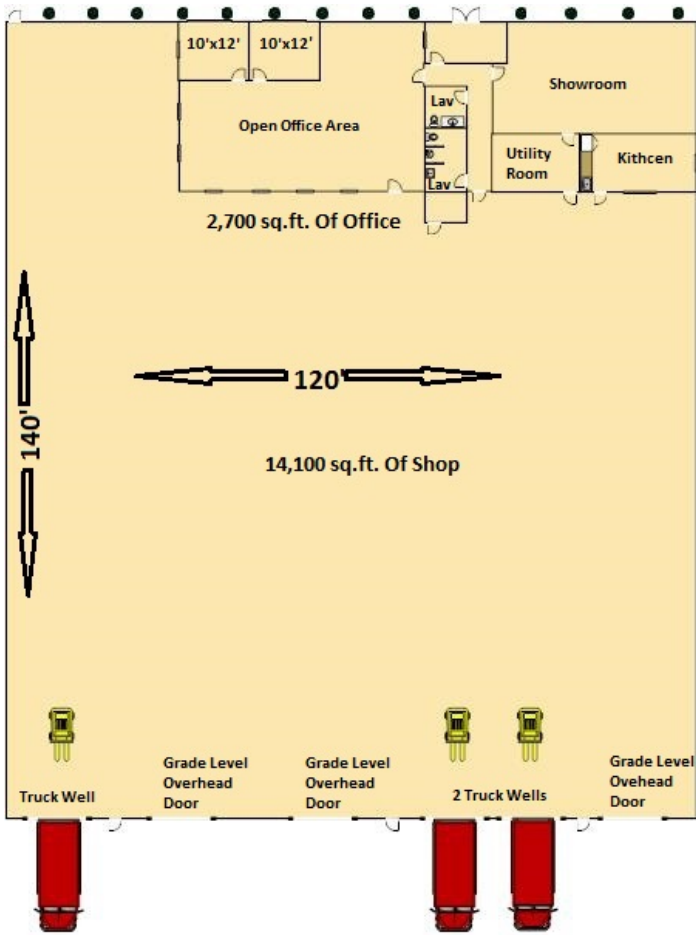 10'x12'
10'x12'
Showroom
Lav
Open Office Area
Utility
Room
Kithcen
Lav
2,700 sq.ft. Of Office
120'
140'
14,100 sq.ft. Of Shop
Truck Well
Grade Level
Overhead
Door
Grade Level
Overhead
Door
2 Truck Wells
Grade Level
Ovehead
Door